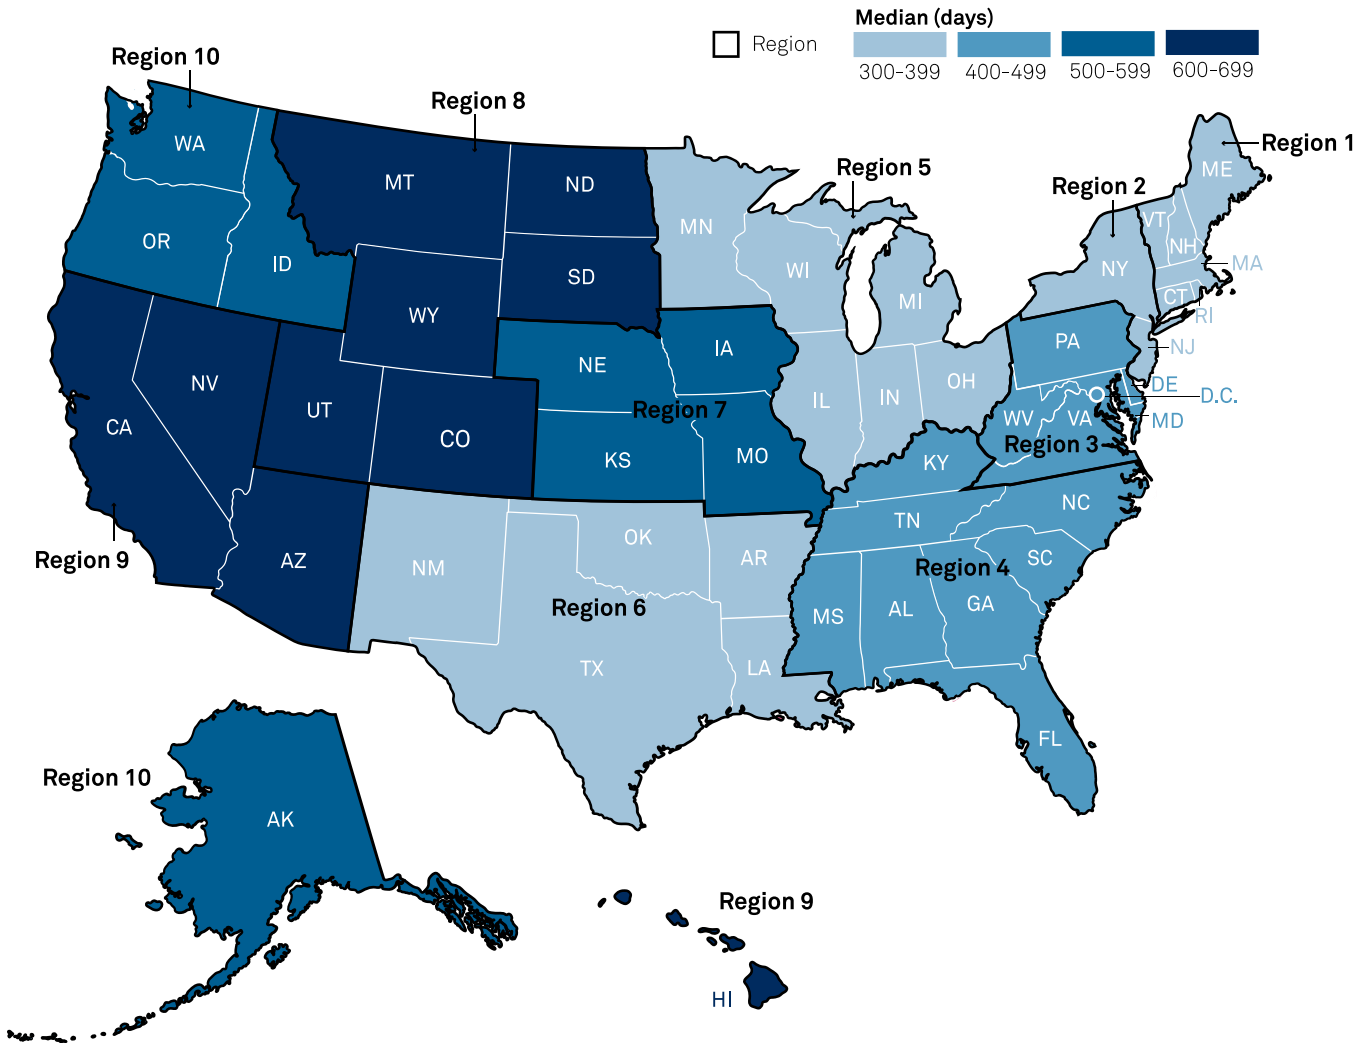 Median (days)
Region
300-399
400-499
500-599
600-699
Region 10
Region 8
Region 5
Region 2
Region 1
WA
MT
ND
MN
ME
OR
ID
SD
WI
MI
NY
VT
NH
MA
CT
RI
WY
NE
IA
PA
NJ
NV
UT
CO
Region 7
IL
IN
OH
DE
D.C.
CA
KS
MO
WV
VA
MD
Region 3
KY
Region 9
AZ
NM
OK
AR
TN
NC
SC
Region 4
Region 6
MS
AL
GA
TX
LA
FL
Region 10
AK
Region 9
HI